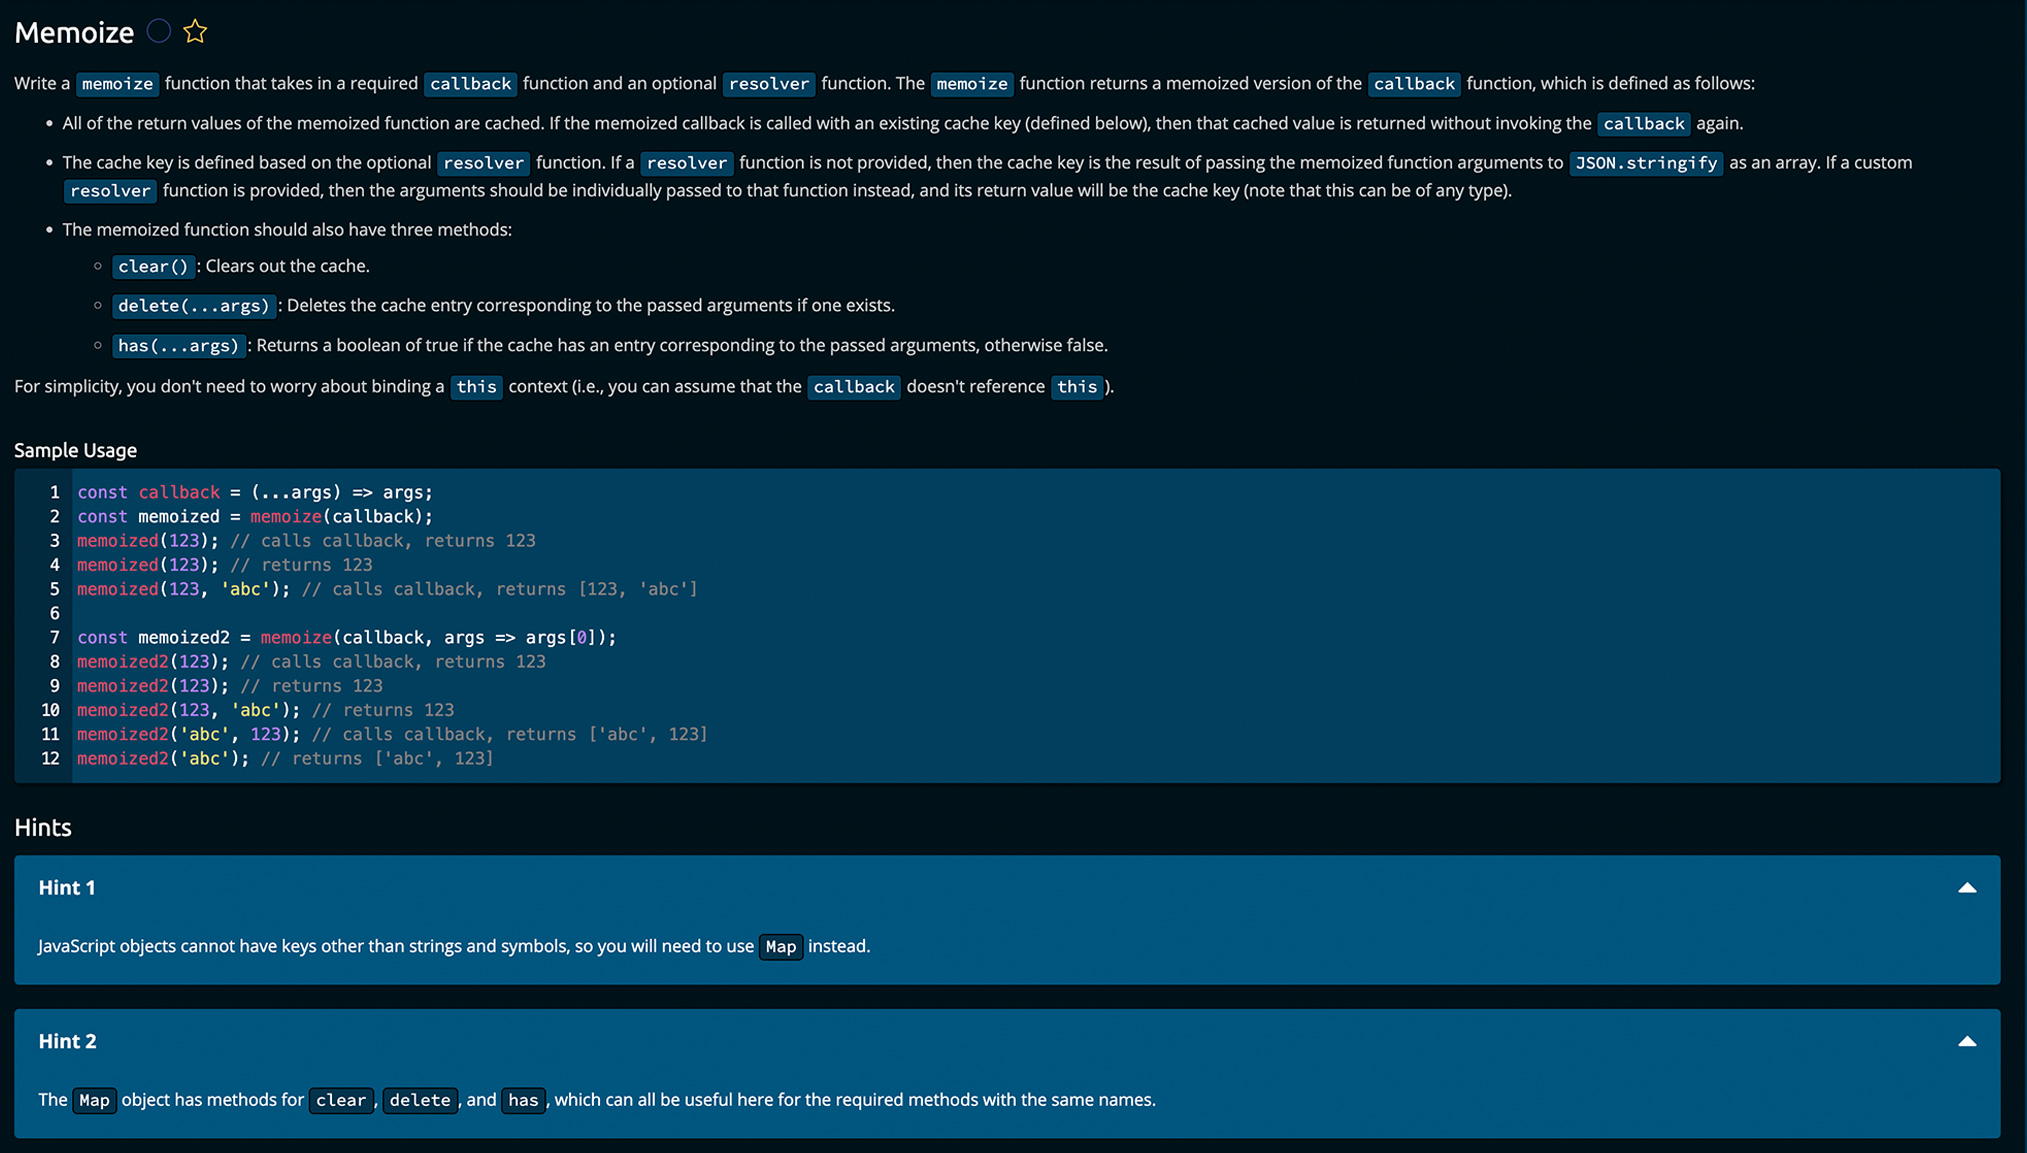 Memoize
Write a memoize function that takes in a required callback function and an optional resolver function. The memoize function returns a memoized version of the callback function, which is defined as follows:
• All of the return values of the memoized function are cached. If the memoized callback is called with an existing cache key (defined below), then that cached value is returned without invoking the callback again.
• The cache key is defined based on the optional resolver function. If a resolver function is not provided, then the cache key is the result of passing the memoized function arguments to JSON.stringify as an array. If a custom
resolver function is provided, then the arguments should be individually passed to that function instead, and its return value will be the cache key (note that this can be of any type).
• The memoized function should also have three methods:
◦ clear() : Clears out the cache.
◦ delete(...args) : Deletes the cache entry corresponding to the passed arguments if one exists.
◦ has(...args) : Returns a boolean of true if the cache has an entry corresponding to the passed arguments, otherwise false.
For simplicity, you don't need to worry about binding a this context (i.e., you can assume that the callback doesn't reference this ).
Sample Usage
1 const callback = (...args) => args;
2 const memoized = memoize(callback);
3 memoized(123); // calls callback, returns 123
4 memoized(123); // returns 123
5 memoized(123, 'abc'); // calls callback, returns [123, 'abc']
6
7 const memoized2 = memoize(callback, args => args[0]);
8 memoized2(123); // calls callback, returns 123
9 memoized2(123); // returns 123
10 memoized2(123, 'abc'); // returns 123
11 memoized2('abc', 123); // calls callback, returns ['abc', 123]
12 memoized2('abc'); // returns ['abc', 123]
Hints
Hint 1
JavaScript objects cannot have keys other than strings and symbols, so you will need to use Map instead.
Hint 2
The Map object has methods for clear, delete, and has, which can all be useful here for the required methods with the same names.